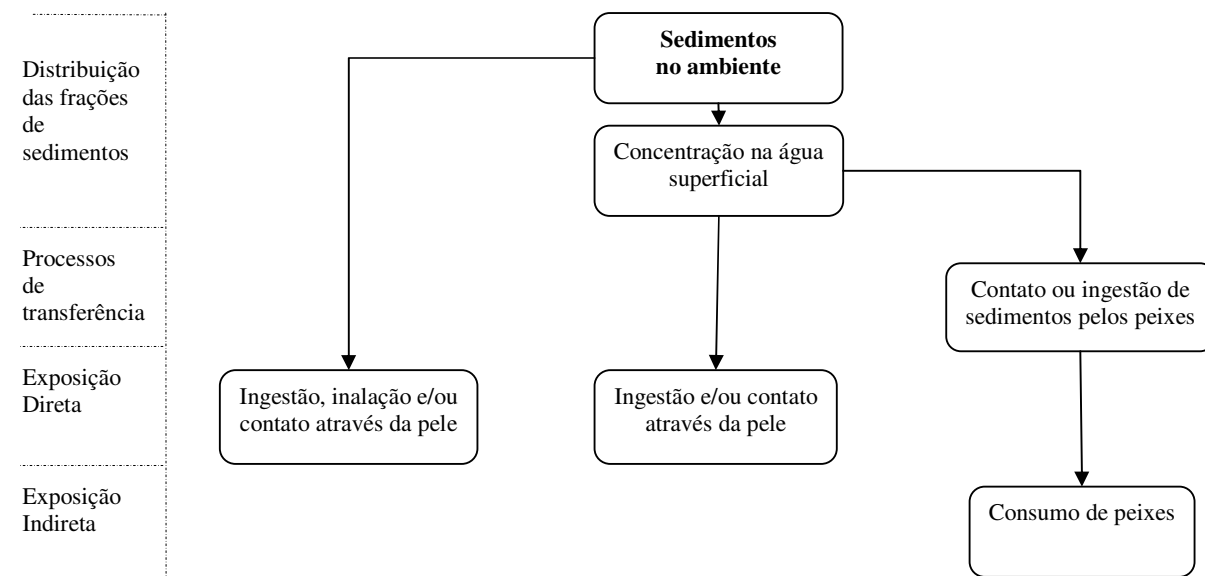 Sedimentos
no ambiente
Distribuição
das frações
de
sedimentos
Concentração na água
superficial
Processos
de
transferência
Contato ou ingestão de
sedimentos pelos peixes
Exposição
Direta
Ingestão, inalação e/ou
contato através da pele
Ingestão e/ou contato
através da pele
Exposição
Indireta
Consumo de peixes